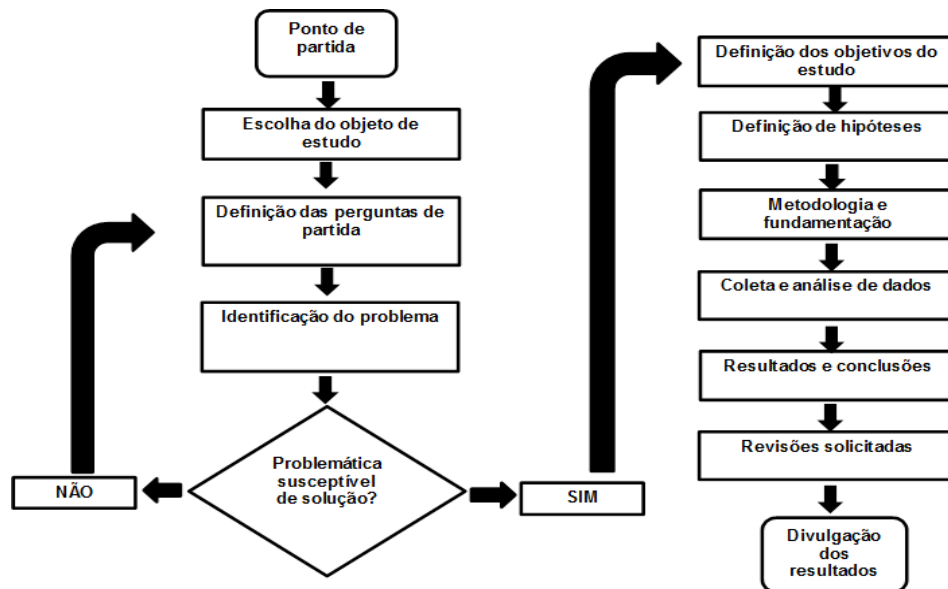 Ponto de
partida
Escolha do objeto de
estudo
Definição das perguntas de
partida
Identificação do problema
Problemática
susceptível
de solução?
NÃO
SIM
Definição dos objetivos do
estudo
Definição de hipóteses
Metodologia e
fundamentação
Coleta e análise de dados
Resultados e conclusões
Revisões solicitadas
Divulgação
dos
resultados